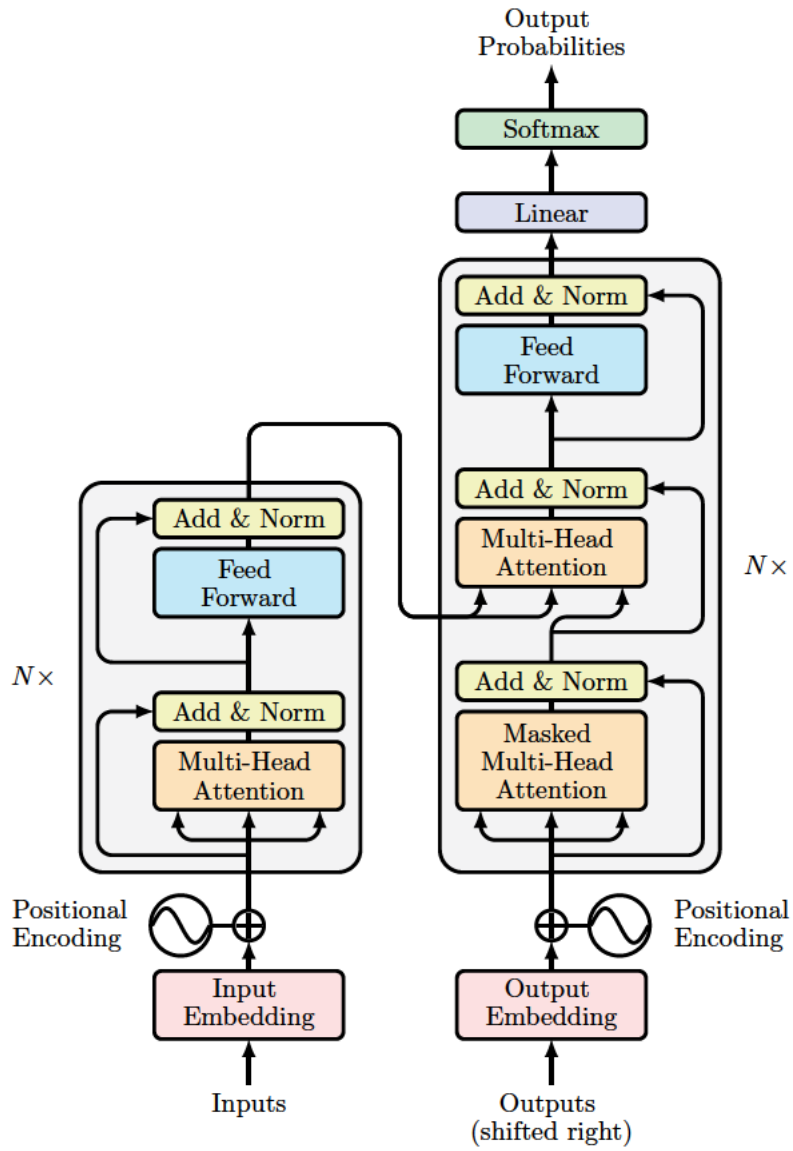 Output
Probabilities
Softmax
Linear
Add & Norm
Feed
Forward
Add & Norm
Multi-Head
Attention
N×
Add & Norm
Masked
Multi-Head
Attention
Add & Norm
Feed
Forward
N×
Add & Norm
Multi-Head
Attention
Positional
Encoding
Positional
Encoding
Input
Embedding
Output
Embedding
Inputs
Outputs
(shifted right)